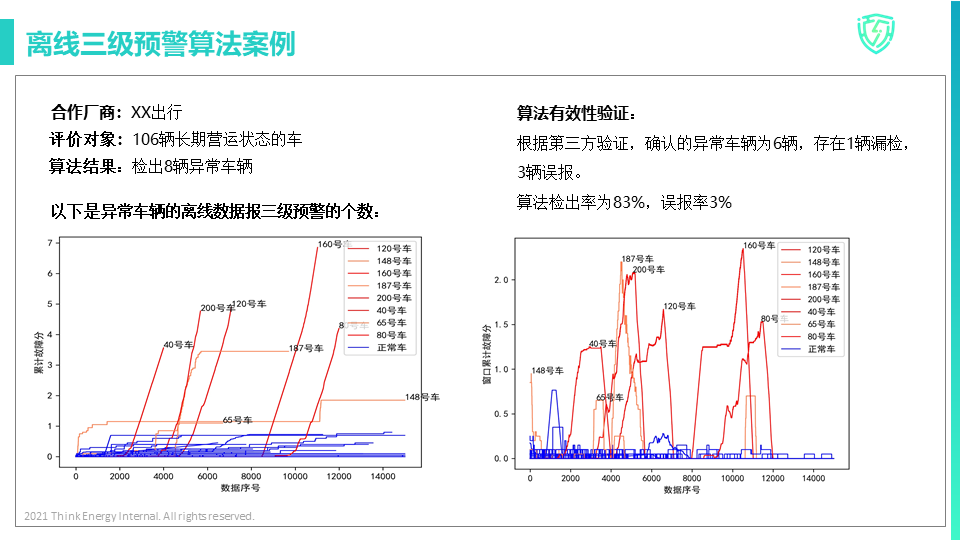 离线三级预警算法案例
合作厂商：XX出行
评价对象：106辆长期营运状态的车
算法结果：检出8辆异常车辆
以下是异常车辆的离线数据报三级预警的个数：
算法有效性验证：
根据第三方验证，确认的异常车辆为6辆，存在1辆漏检，
3辆误报。
算法检出率为83%，误报率3%
7
6
5
4
3
2
1
0
累计故障分
0
2000
4000
6000
8000
10000
12000
14000
数据序号
40号车
200号车
120号车
160号车
187号车
65号车
148号车
120号车
148号车
160号车
187号车
200号车
40号车
65号车
80号车
正常车
2.0
1.5
1.0
0.5
0.0
窗口累计故障分
0
2000
4000
6000
8000
10000
12000
14000
数据序号
148号车
40号车
65号车
187号车
200号车
120号车
160号车
80号车
120号车
148号车
160号车
187号车
200号车
40号车
65号车
80号车
正常车
2021 Think Energy Internal. All rights reserved.